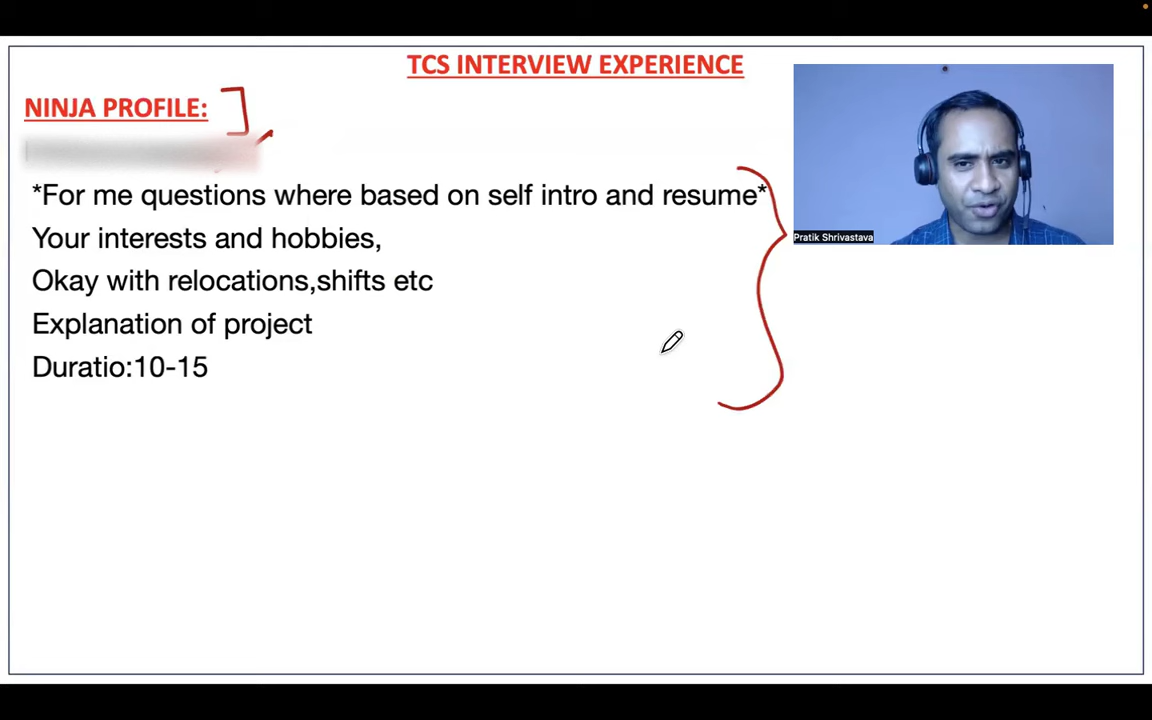 TCS INTERVIEW EXPERIENCE
NINJA PROFILE:
*For me questions where based on self intro and resume*
Your interests and hobbies,
Okay with relocations,shifts etc
Explanation of project
Duratio:10-15
Pratik Shrivastava